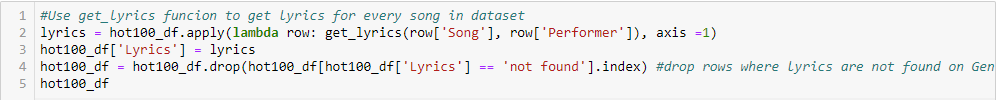 1 #Use get_lyrics funcion to get lyrics for every song in dataset
2 lyrics = hot100_df.apply(lambda row: get_lyrics(row['Song'], row['Performer']), axis =1)
3 hot100_df['Lyrics'] = lyrics
4 hot100_df = hot100_df.drop(hot100_df[hot100_df['Lyrics'] == 'not found'].index) #drop rows where lyrics are not found on Gen
5 hot100_df